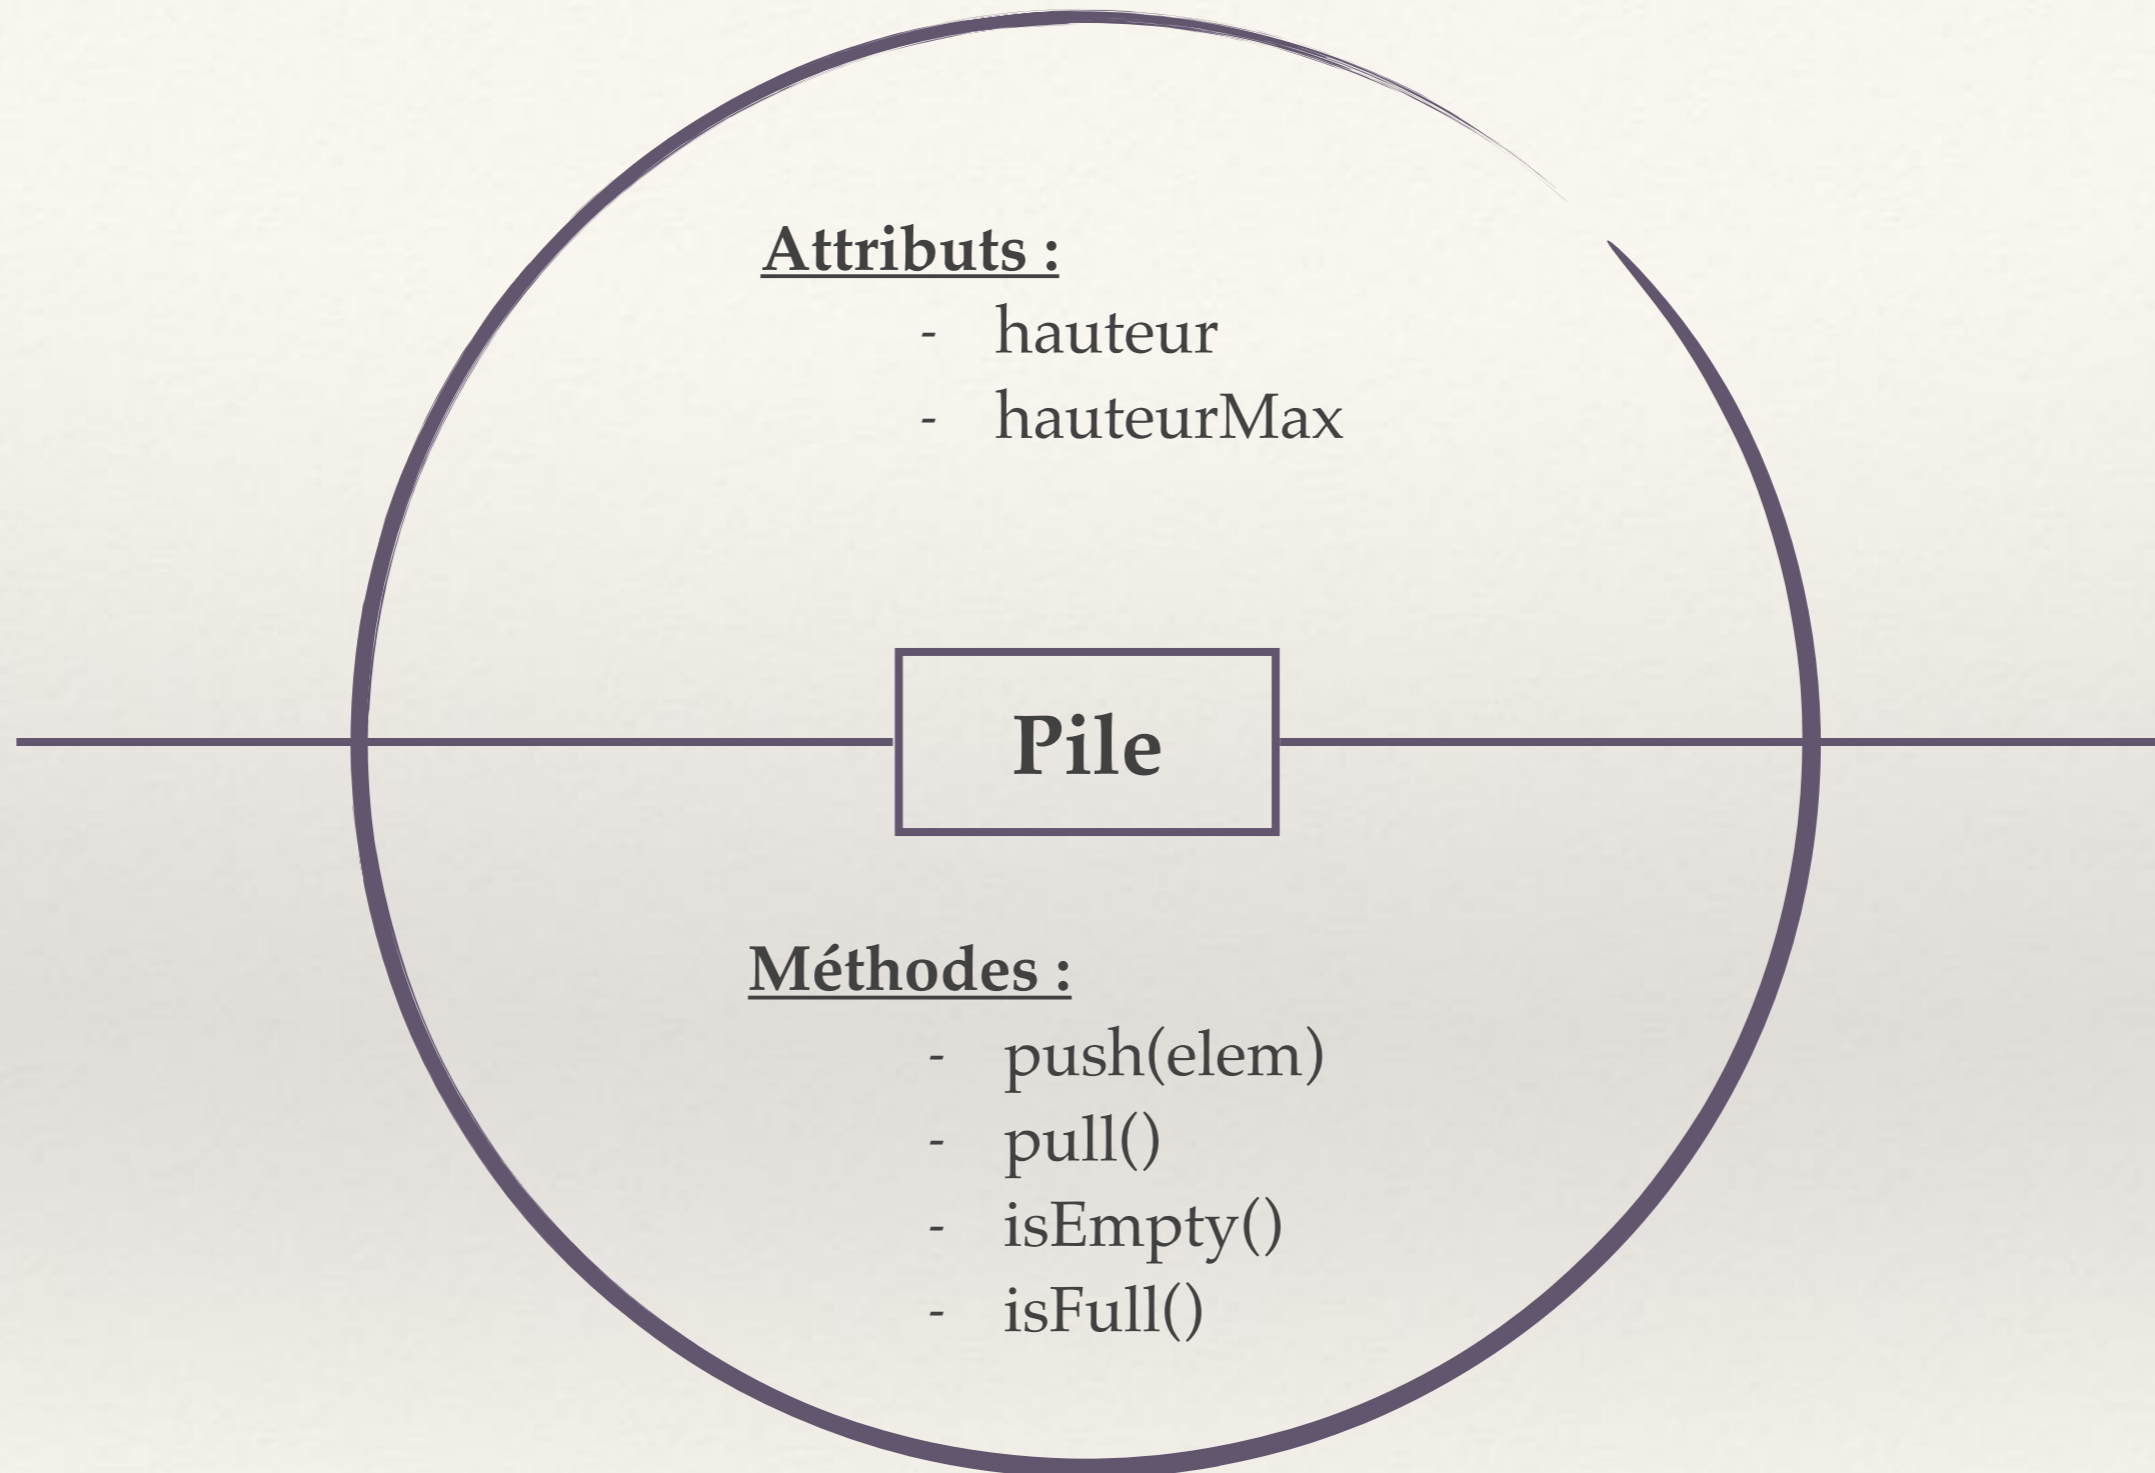 Attributs :
- hauteur
- hauteurMax
Pile
Méthodes :
- push(elem)
- pull()
- isEmpty()
- isFull()